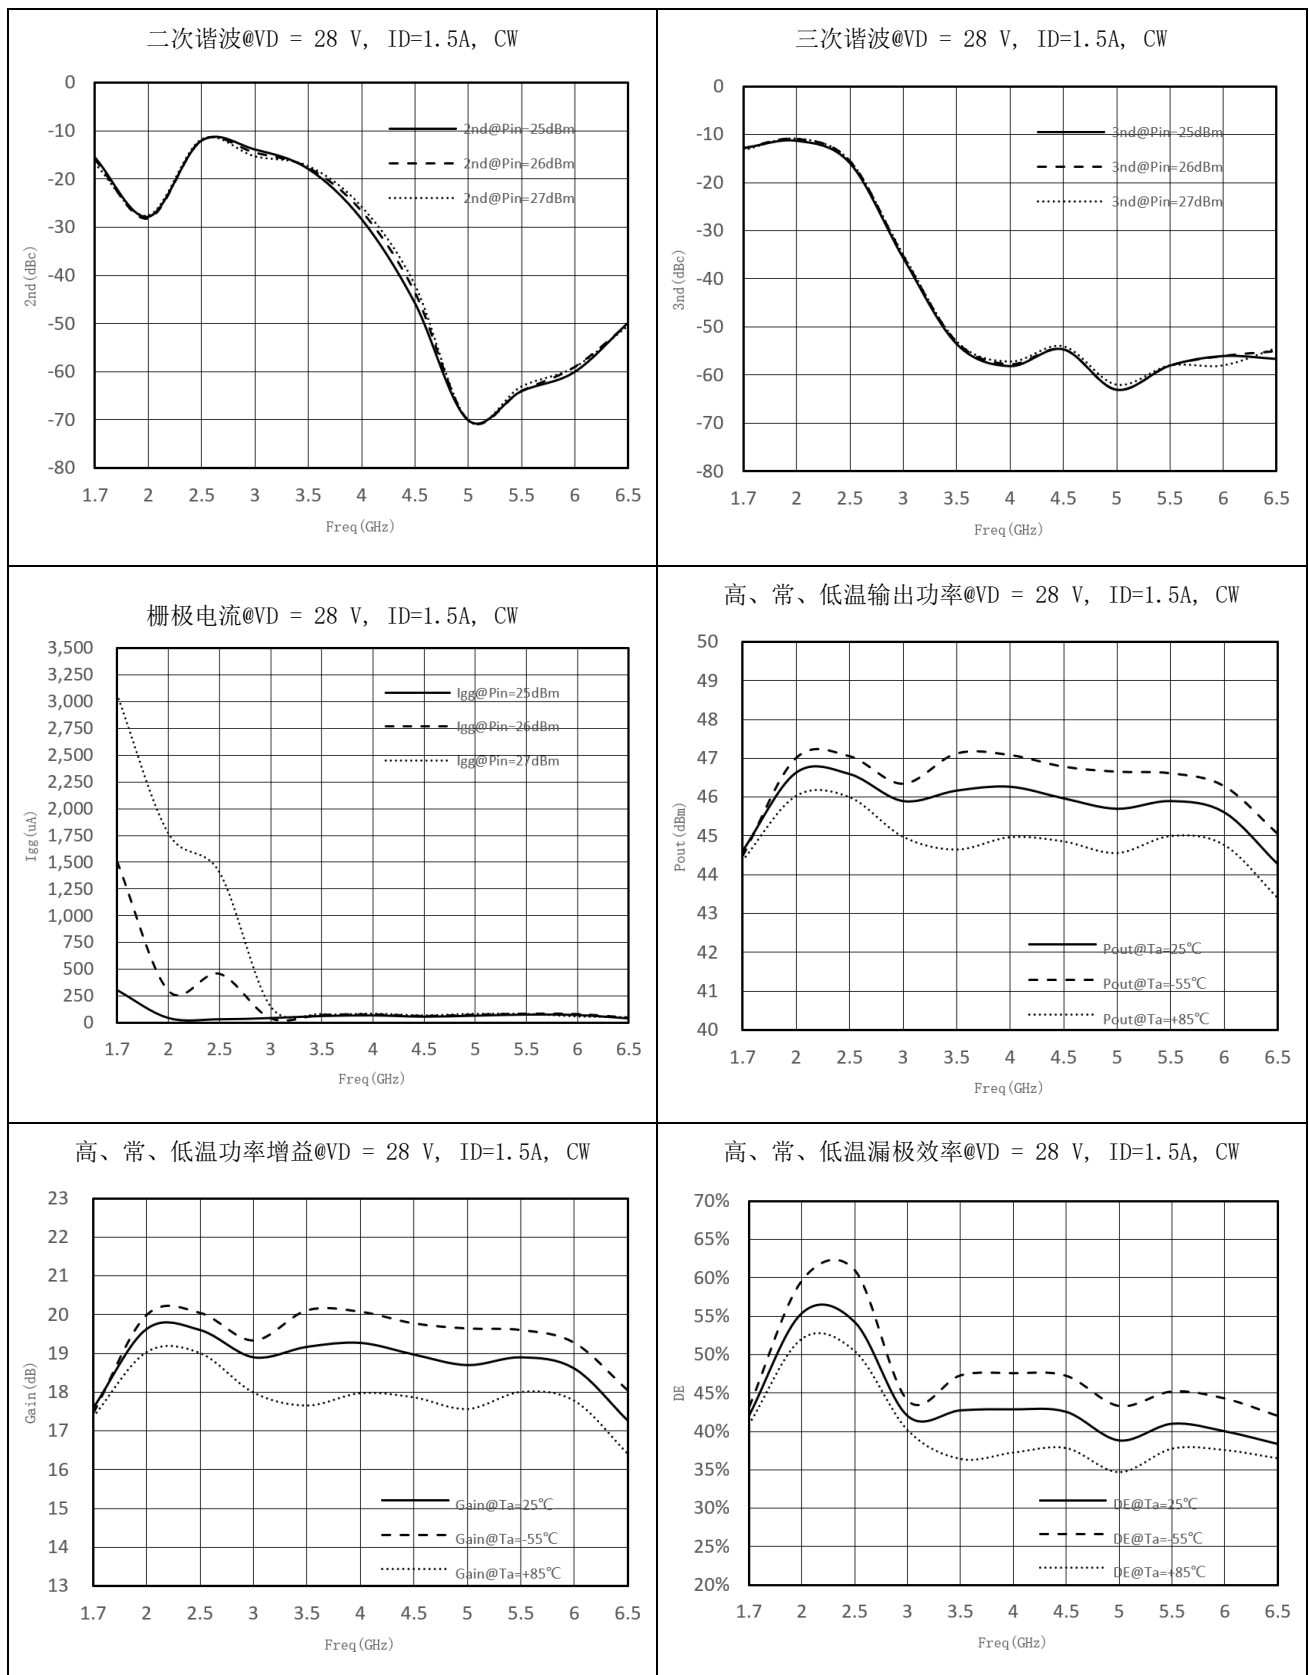 二次谐波@VD = 28 V, ID=1.5A, CW
0
-10
-20
-30
-40
-50
-60
-70
-80
2nd(dBc)
2nd@Pin=25dBm
2nd@Pin=26dBm
2nd@Pin=27dBm
1.7 2 2.5 3 3.5 4 4.5 5 5.5 6 6.5
Freq(GHz)
三次谐波@VD = 28 V, ID=1.5A, CW
0
-10
-20
-30
-40
-50
-60
-70
-80
3nd(dBc)
3nd@Pin=25dBm
3nd@Pin=26dBm
3nd@Pin=27dBm
1.7 2 2.5 3 3.5 4 4.5 5 5.5 6 6.5
Freq(GHz)
栅极电流@VD = 28 V, ID=1.5A, CW
3,500
3,250
3,000
2,750
2,500
2,250
2,000
1,750
1,500
1,250
1,000
750
500
250
0
Igg(uA)
Igg@Pin=25dBm
Igg@Pin=26dBm
Igg@Pin=27dBm
1.7 2 2.5 3 3.5 4 4.5 5 5.5 6 6.5
Freq(GHz)
高、常、低温输出功率@VD = 28 V, ID=1.5A, CW
50
49
48
47
46
45
44
43
42
41
40
Pout(dBm)
Pout@Ta=25℃
Pout@Ta=-55℃
Pout@Ta=+85℃
1.7 2 2.5 3 3.5 4 4.5 5 5.5 6 6.5
Freq(GHz)
高、常、低温功率增益@VD = 28 V, ID=1.5A, CW
23
22
21
20
19
18
17
16
15
14
13
Gain(dB)
Gain@Ta=25℃
Gain@Ta=-55℃
Gain@Ta=+85℃
1.7 2 2.5 3 3.5 4 4.5 5 5.5 6 6.5
Freq(GHz)
高、常、低温漏极效率@VD = 28 V, ID=1.5A, CW
70%
65%
60%
55%
50%
45%
40%
35%
30%
25%
20%
DE
DE@Ta=25℃
DE@Ta=-55℃
DE@Ta=+85℃
1.7 2 2.5 3 3.5 4 4.5 5 5.5 6 6.5
Freq(GHz)